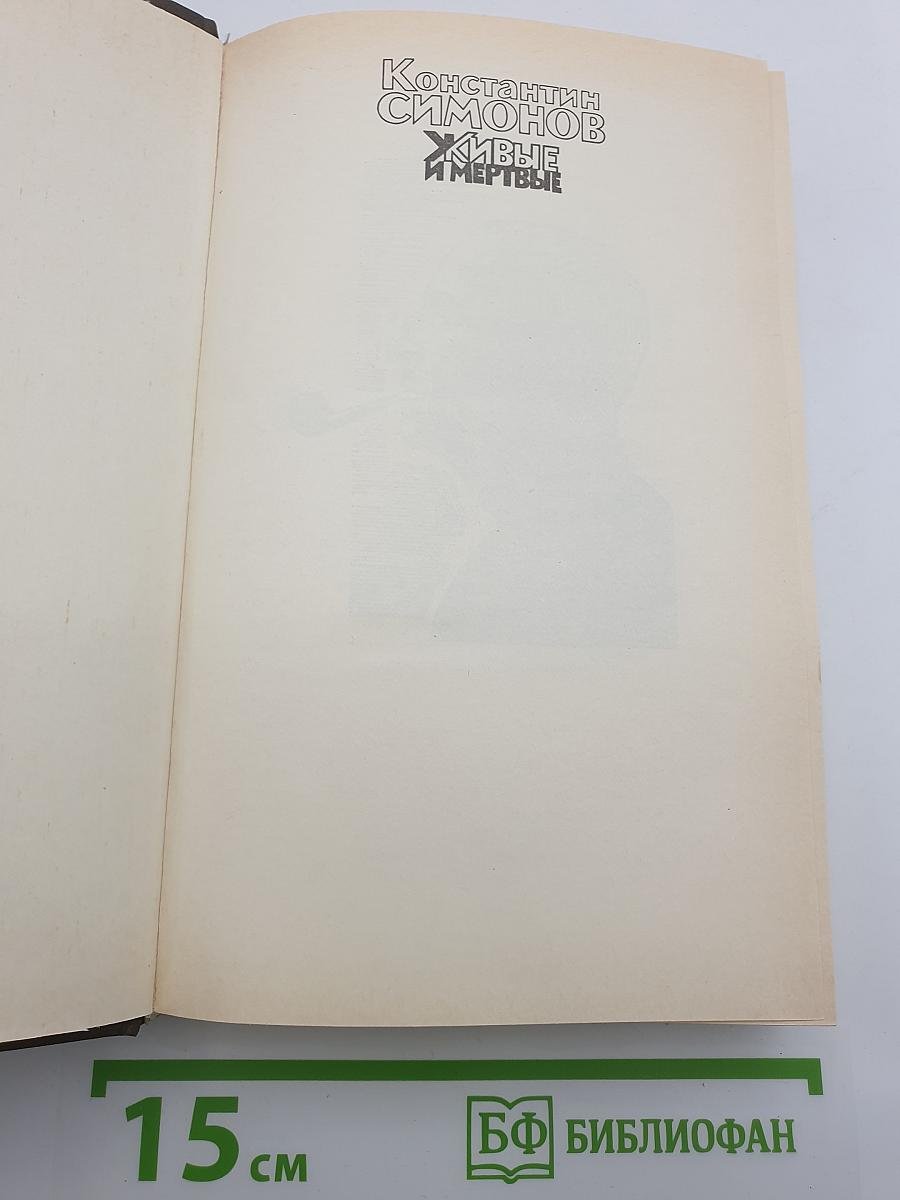 Константин
СИМОНОВ
ЖИВЫЕ
И МЕРТВЫЕ
15 см
БФ БИБЛИОФАН